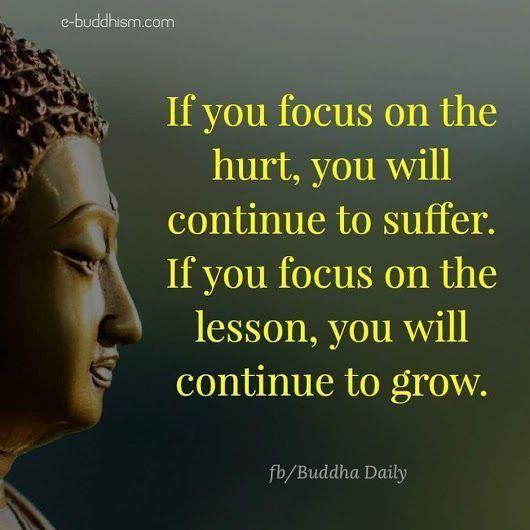 e-buddhism.com
If you focus on the
hurt, you will
continue to suffer.
If you focus on the
lesson, you will
continue to grow.
fb/Buddha Daily